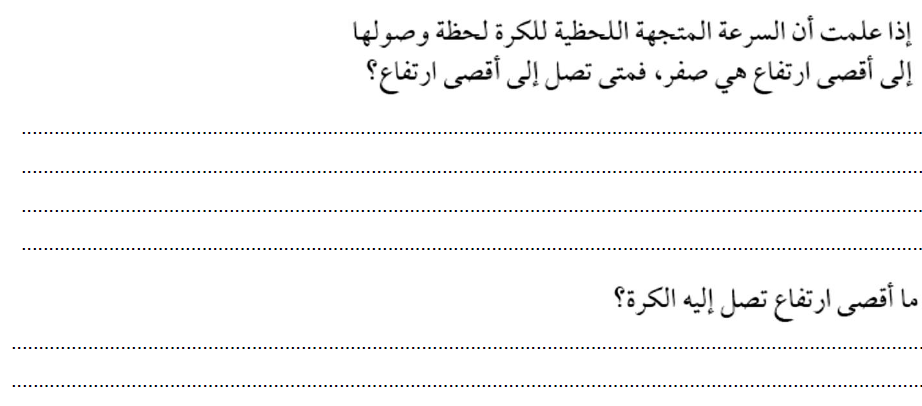 إذا علمت أن السرعة المتجهة اللحظية للكرة لحظة وصولها
إلى أقصى ارتفاع هي صفر، فمتى تصل إلى أقصى ارتفاع؟
ما أقصى ارتفاع تصل إليه الكرة؟